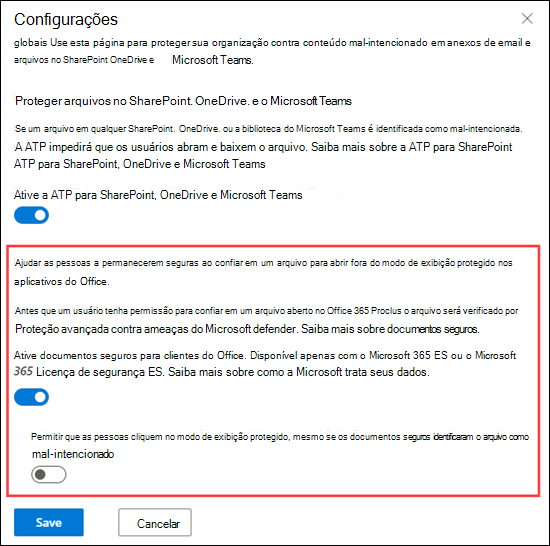 Configurações
globais Use esta página para proteger sua organização contra conteúdo mal-intencionado em anexos de email e
arquivos no SharePoint OneDrive e Microsoft Teams.
Proteger arquivos no SharePoint. OneDrive. e o Microsoft Teams
Se um arquivo em qualquer SharePoint. OneDrive. ou a biblioteca do Microsoft Teams é identificada como mal-intencionada.
A ATP impedirá que os usuários abram e baixem o arquivo. Saiba mais sobre a ATP para SharePoint
ATP para SharePoint, OneDrive e Microsoft Teams
Ative a ATP para SharePoint, OneDrive e Microsoft Teams
Ajudar as pessoas a permanecerem seguras ao confiar em um arquivo para abrir fora do modo de exibição protegido nos
aplicativos do Office.
Antes que um usuário tenha permissão para confiar em um arquivo aberto no Office 365 Proclus o arquivo será verificado por
Proteção avançada contra ameaças do Microsoft defender. Saiba mais sobre documentos seguros.
Ative documentos seguros para clientes do Office. Disponível apenas com o Microsoft 365 ES ou o Microsoft
365 Licença de segurança ES. Saiba mais sobre como a Microsoft trata seus dados.
Permitir que as pessoas cliquem no modo de exibição protegido, mesmo se os documentos seguros identificaram o arquivo como
mal-intencionado
Save Cancelar